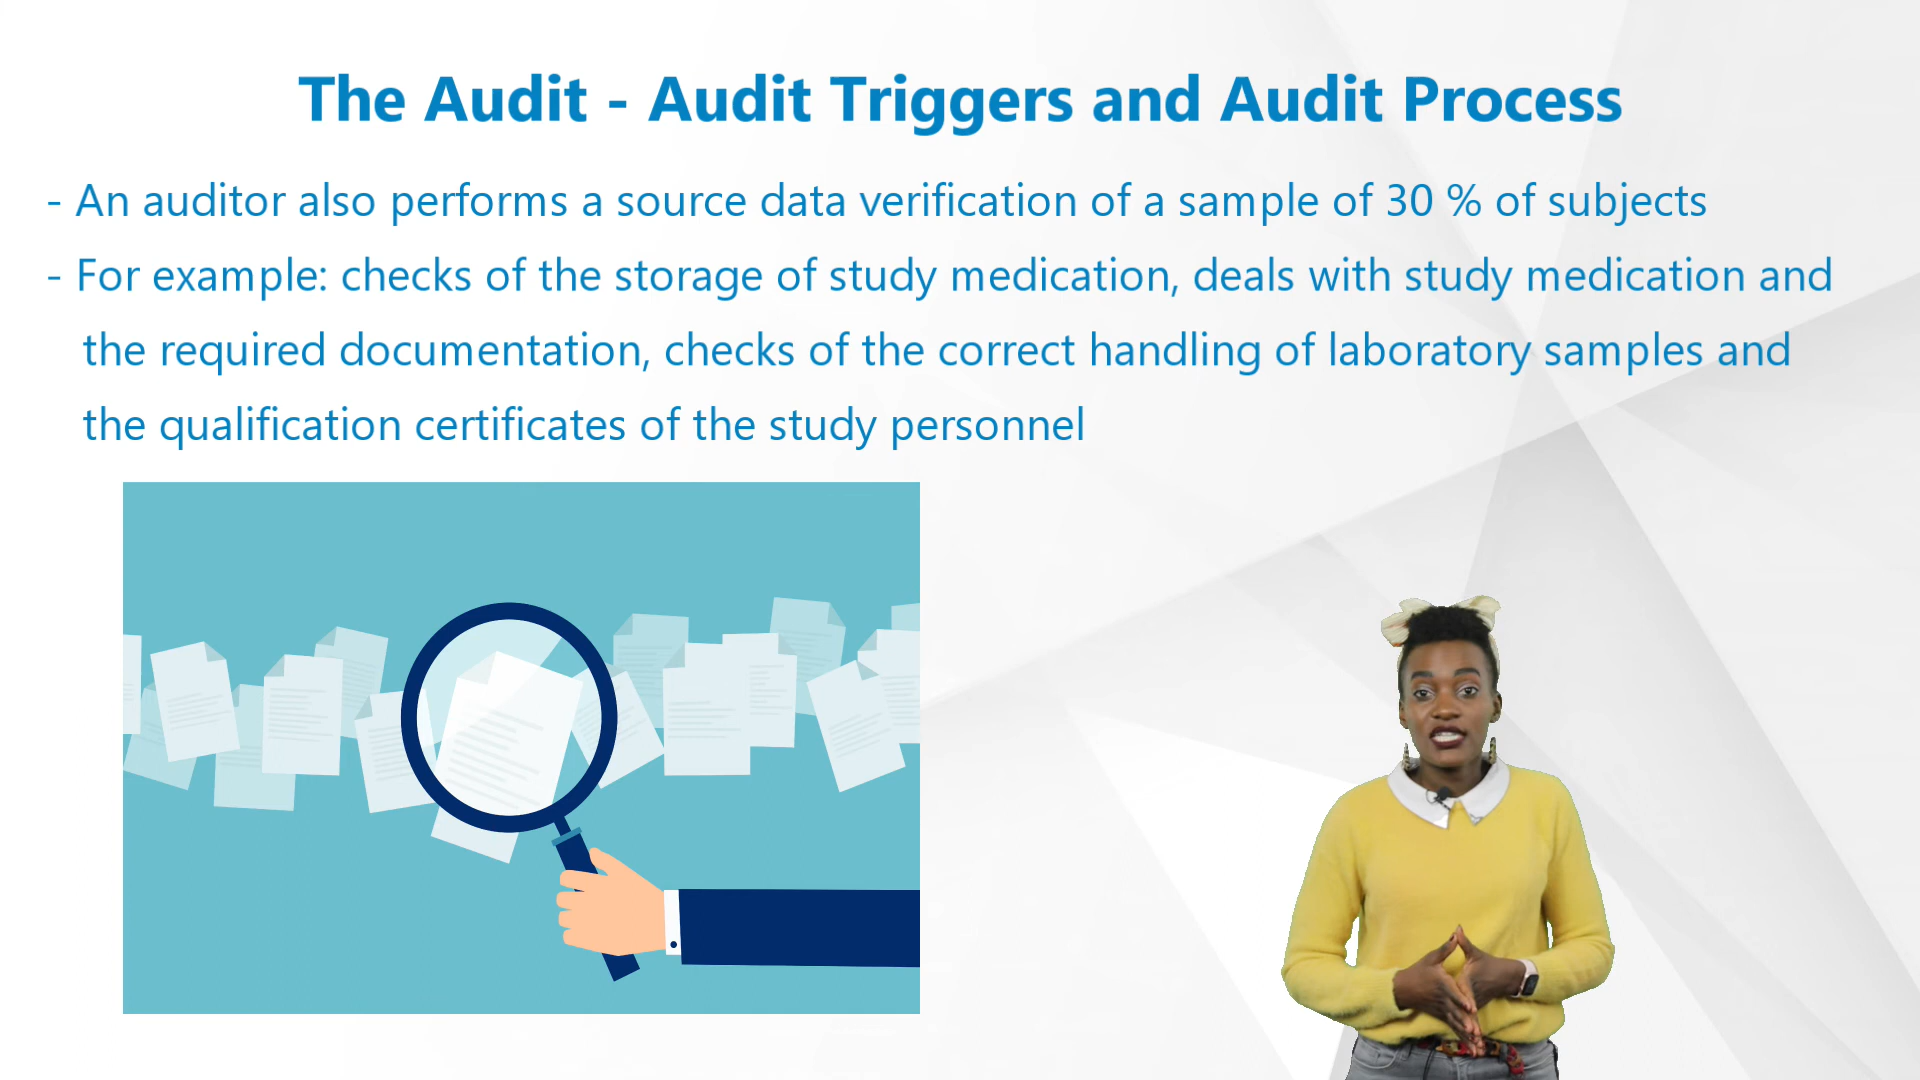 The Audit - Audit Triggers and Audit Process
- An auditor also performs a source data verification of a sample of 30 % of subjects
- For example: checks of the storage of study medication, deals with study medication and
the required documentation, checks of the correct handling of laboratory samples and
the qualification certificates of the study personnel